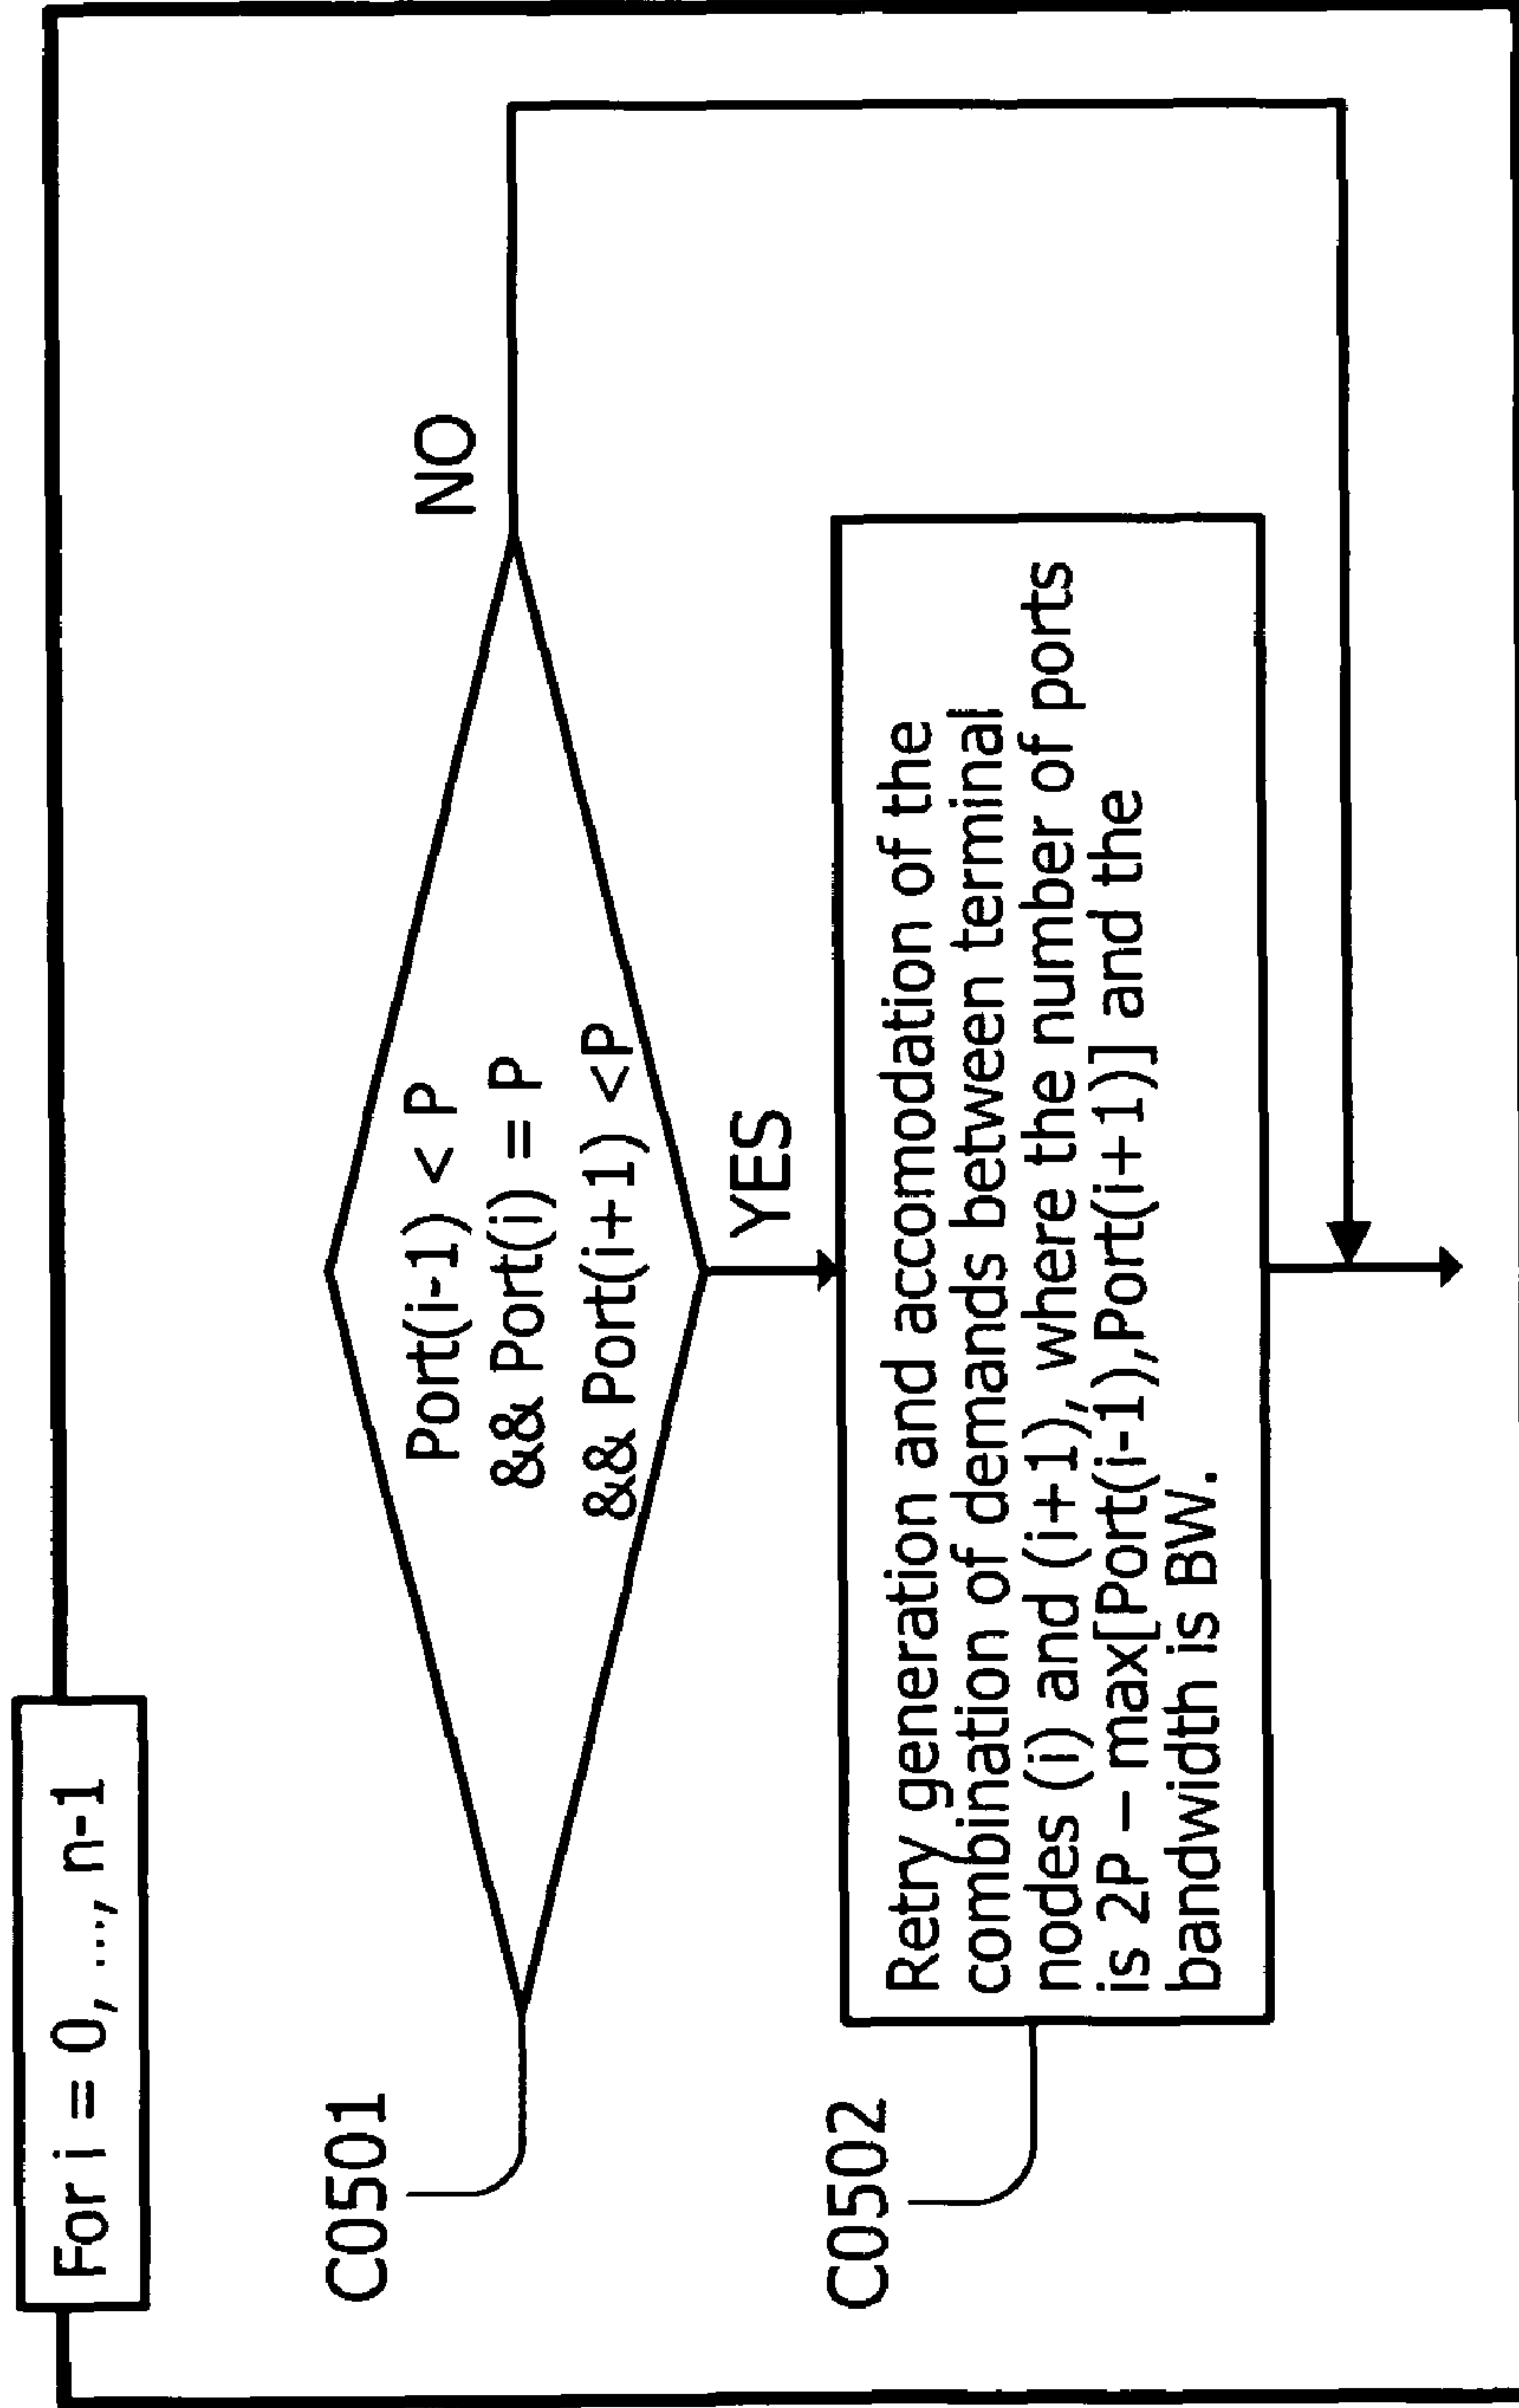 For i = 0, ..., n-1
C0501
Port(i-1) < P
&& Port(i) = P
&& Port(i+1) <P
NO
YES
C0502
Retry generation and accomodation of the
combination of demands between terminal
nodes (i) and (i+1), where the number of ports
is 2P − max[Port(i-1),Port(i+1)] and the
bandwidth is BW.